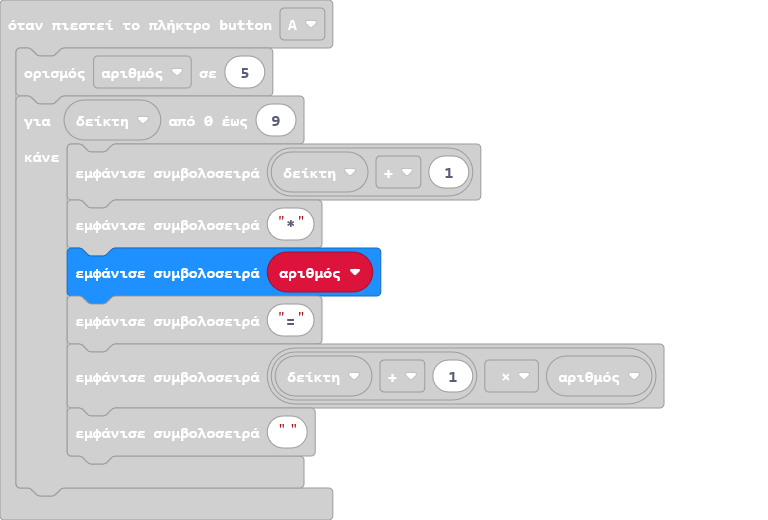 όταν πιεστεί το πλήκτρο button A
ορισμός αριθμός σε 5
για δείκτη από 0 έως 9
κάνε
εμφάνισε συμβολοσειρά δείκτη + 1
εμφάνισε συμβολοσειρά "*"
εμφάνισε συμβολοσειρά αριθμός
εμφάνισε συμβολοσειρά "="
εμφάνισε συμβολοσειρά δείκτη + 1 × αριθμός
εμφάνισε συμβολοσειρά " "